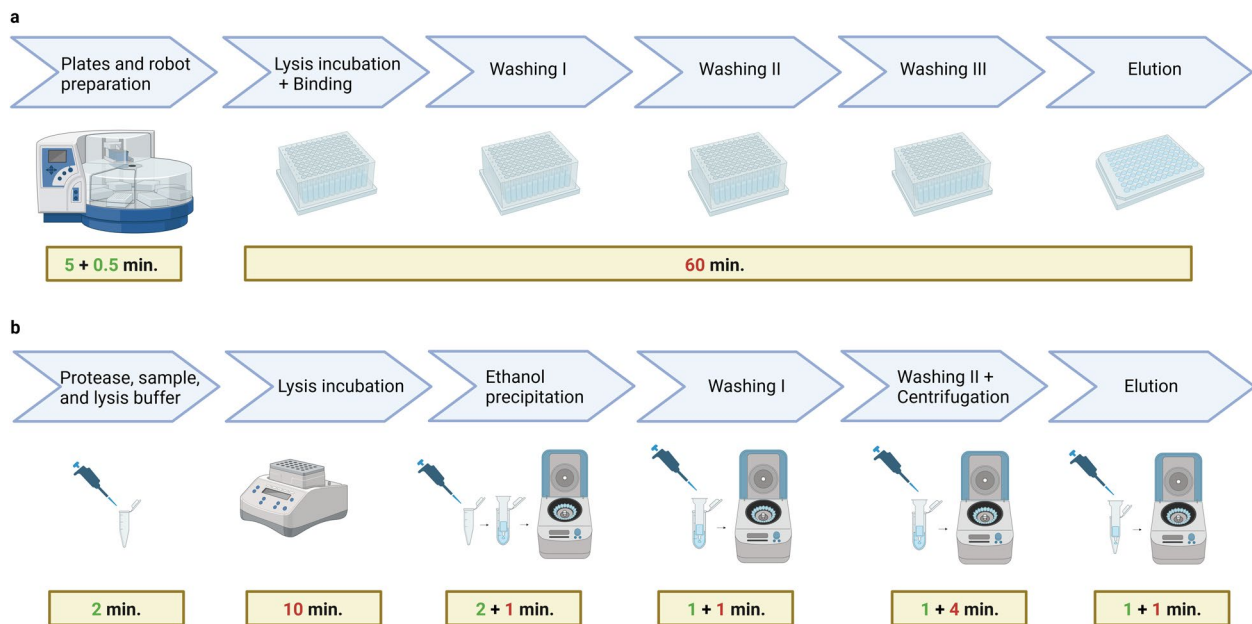 a
Plates and robot
preparation
Lysis incubation
+ Binding
Washing I
Washing II
Washing III
Elution
5 + 0.5 min.
60 min.
b
Protease, sample,
and lysis buffer
Lysis incubation
Ethanol
precipitation
Washing I
Washing II +
Centrifugation
Elution
2 min.
10 min.
2 + 1 min.
1 + 1 min.
1 + 4 min.
1 + 1 min.